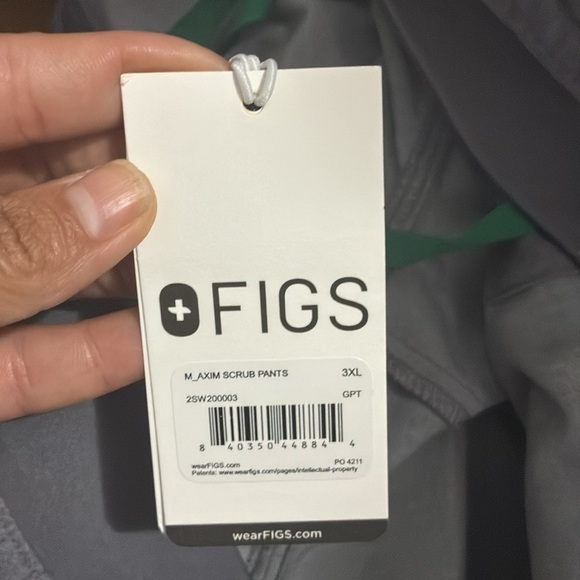 FIGS
M_AXIM SCRUB PANTS 3XL
2SW200003 GPT
8 40350 44884 4
wearFIGS.com PO 4211
Patents: www.wearfigs.com/pages/intellectual-property
wearFIGS.com